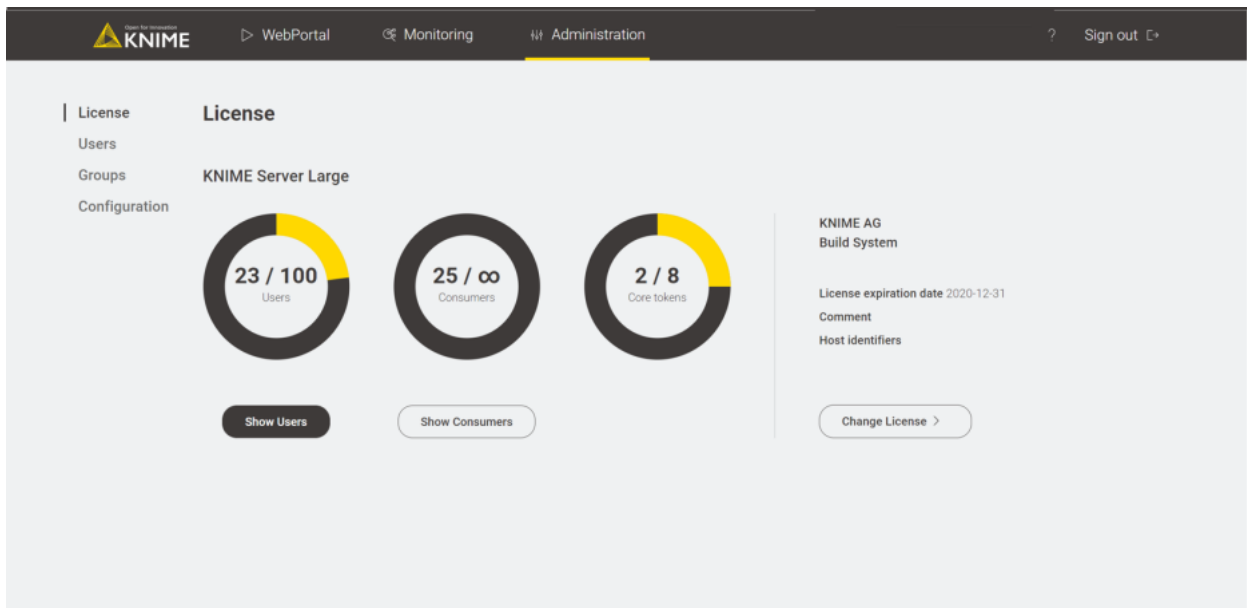 Open for Innovation
KNIME
WebPortal
Monitoring
Administration
?
Sign out
License
Users
Groups
Configuration
License
KNIME Server Large
23 / 100
Users
25 / ∞
Consumers
2 / 8
Core tokens
Show Users
Show Consumers
KNIME AG
Build System
License expiration date 2020-12-31
Comment
Host identifiers
Change License >